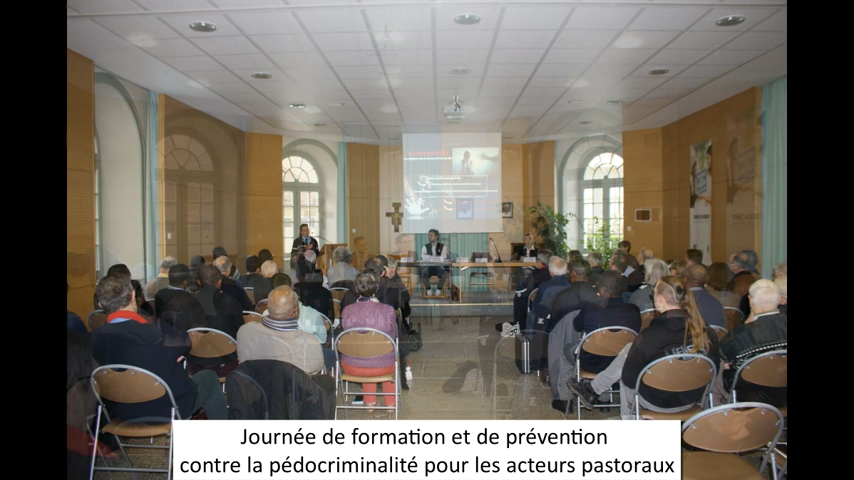 Journée de formation et de prévention
contre la pédocriminalité pour les acteurs pastoraux